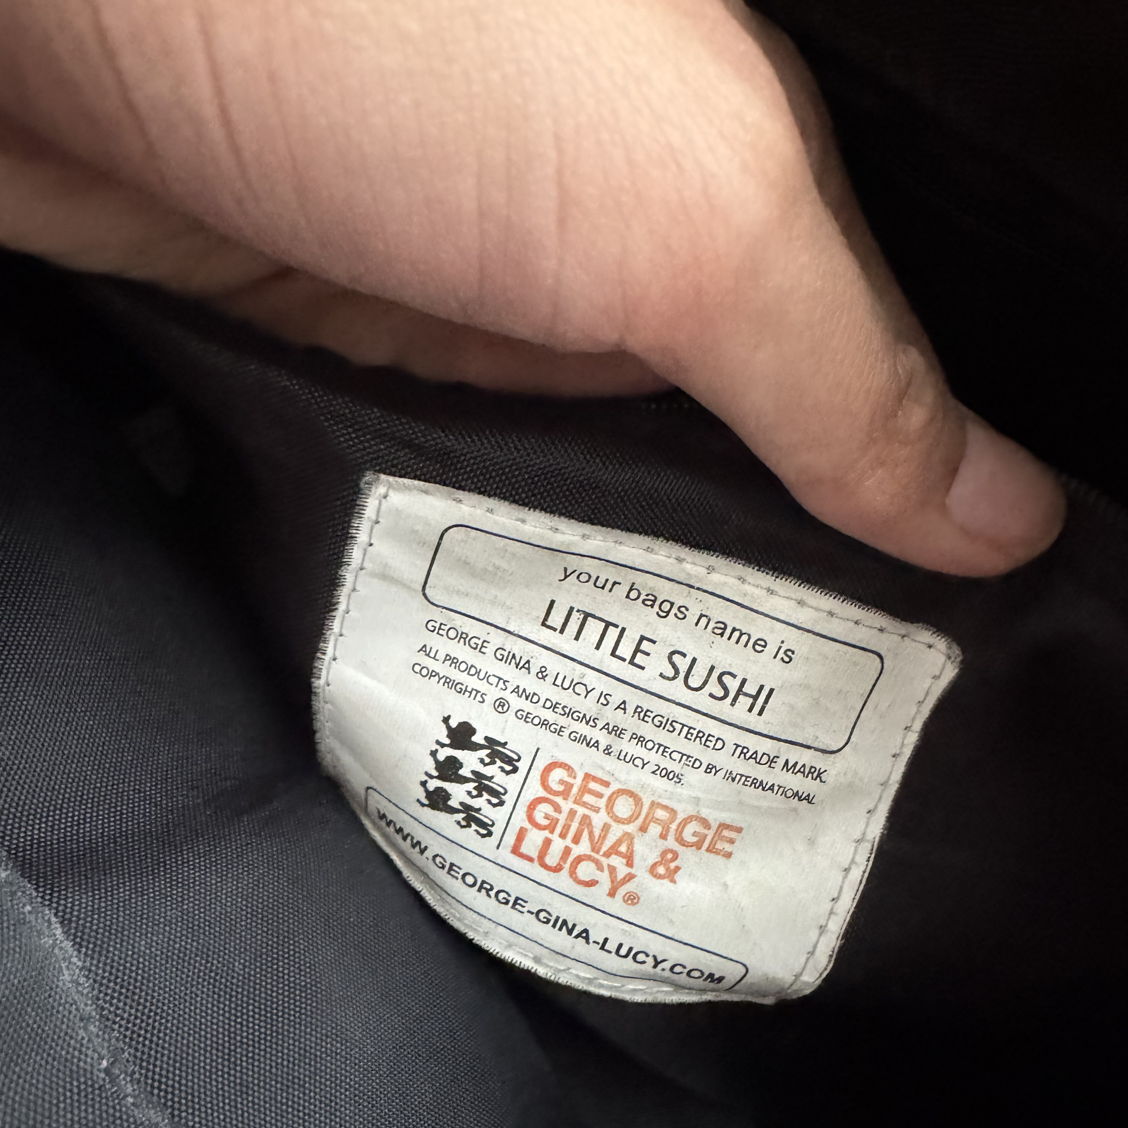 your bags name is
LITTLE SUSHI
GEORGE GINA & LUCY IS A REGISTERED TRADE MARK.
ALL PRODUCTS AND DESIGNS ARE PROTECTED BY INTERNATIONAL
COPYRIGHTS ® GEORGE GINA & LUCY 2005.
GEORGE
GINA &
LUCY®
WWW.GEORGE-GINA-LUCY.COM